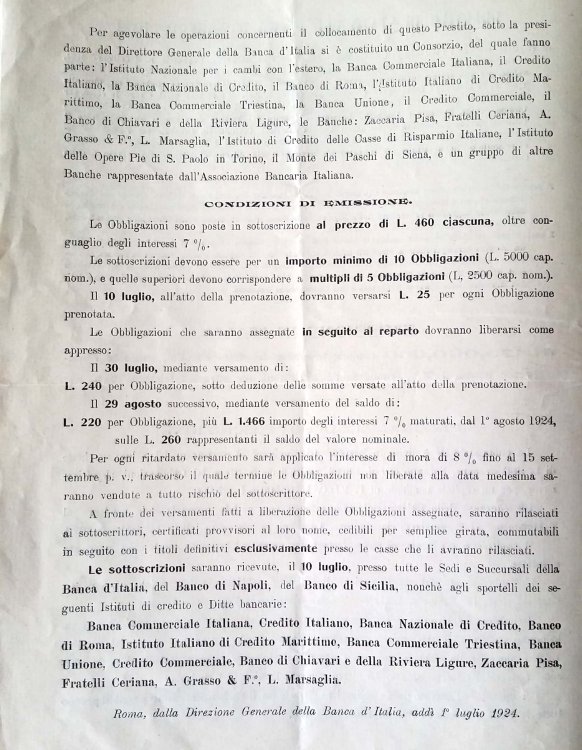 Per agevolare le operazioni concernenti il collocamento di questo Prestito, sotto la presi-
denza del Direttore Generale della Banca d'Italia si è costituito un Consorzio, del quale fanno
parte: l'Istituto Nazionale per i cambi con l'estero, la Banca Commerciale Italiana, il Credito
Italiano, la Banca Nazionale di Credito, il Banco di Roma, l'Istituto Italiano di Credito Ma-
rittimo, la Banca Commerciale Triestina, la Banca Unione, il Credito Commerciale, il
Banco di Chiavari e della Riviera Ligure, le Banche: Zaccaria Pisa, Fratelli Ceriana, A.
Grasso & F.º, L. Marsaglia, l'Istituto di Credito delle Casse di Risparmio Italiane, l'Istituto
delle Opere Pie di S. Paolo in Torino, il Monte dei Paschi di Siena, e un gruppo di altre
Banche rappresentate dall'Associazione Bancaria Italiana.
CONDIZIONI DI EMISSIONE.
Le Obbligazioni sono poste in sottoscrizione al prezzo di L. 460 ciascuna, oltre con-
guaglio degli interessi 7 %.
Le sottoscrizioni devono essere per un importo minimo di 10 Obbligazioni (L. 5000 cap.
nom.), e quelle superiori devono corrispondere a multipli di 5 Obbligazioni (L. 2500 cap. nom.).
Il 10 luglio, all'atto della prenotazione, dovranno versarsi L. 25 per ogni Obbligazione
prenotata.
Le Obbligazioni che saranno assegnate in seguito al reparto dovranno liberarsi come
appresso:
Il 30 luglio, mediante versamento di:
L. 240 per Obbligazione, sotto deduzione delle somme versate all'atto della prenotazione.
Il 29 agosto successivo, mediante versamento del saldo di:
L. 220 per Obbligazione, più L. 1.466 importo degli interessi 7 % maturati, dal 1° agosto 1924,
sulle L. 260 rappresentanti il saldo del valore nominale.
Per ogni ritardato versamento sarà applicato l'interesse di mora di 8 % fino al 15 set-
tembre p. v., trascorso il quale termine le Obbligazioni non liberate alla data medesima sa-
ranno vendute a tutto rischio del sottoscrittore.
A fronte dei versamenti fatti a liberazione delle Obbligazioni assegnate, saranno rilasciati
ai sottoscrittori, certificati provvisori al loro nome, cedibili per semplice girata, commutabili
in seguito con i titoli definitivi esclusivamente presso le casse che li avranno rilasciati.
Le sottoscrizioni saranno ricevute, il 10 luglio, presso tutte le Sedi e Succursali della
Banca d'Italia, del Banco di Napoli, del Banco di Sicilia, nonchè agli sportelli dei se-
guenti Istituti di credito e Ditte bancarie:
Banca Commerciale Italiana, Credito Italiano, Banca Nazionale di Credito, Banco
di Roma, Istituto Italiano di Credito Marittimo, Banca Commerciale Triestina, Banca
Unione, Credito Commerciale, Banco di Chiavari e della Riviera Ligure, Zaccaria Pisa,
Fratelli Ceriana, A. Grasso & F.º, L. Marsaglia.
Roma, dalla Direzione Generale della Banca d'Italia, addì 1° luglio 1924.